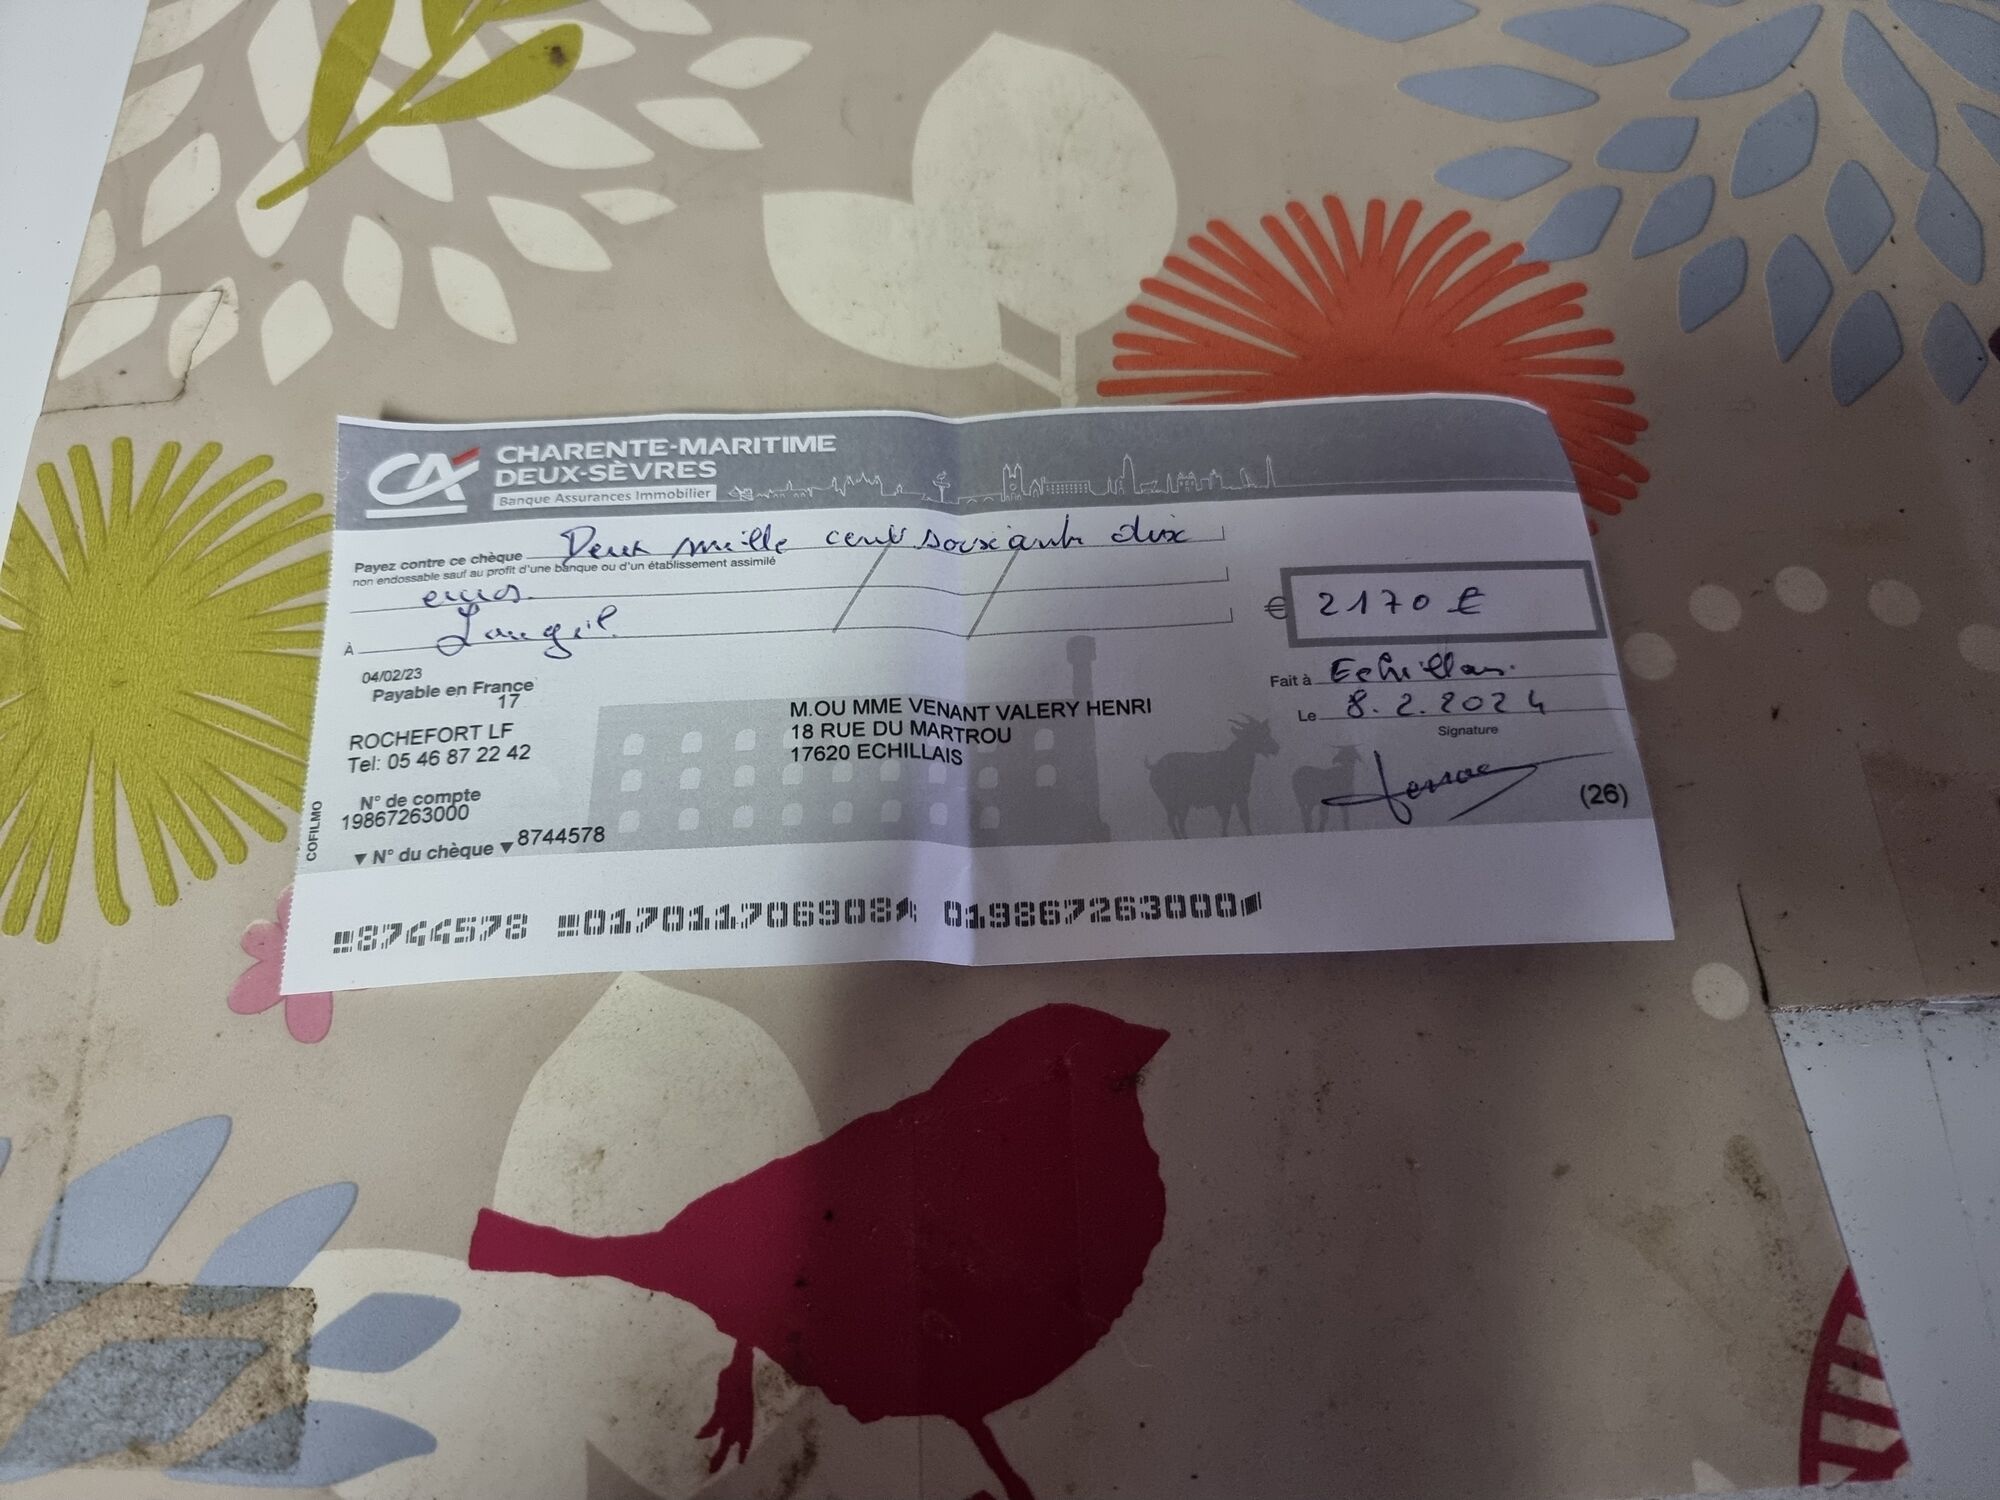 CA CHARENTE-MARITIME
DEUX-SÈVRES
Banque Assurances Immobilier
Payez contre ce chèque Deux mille cent soixante dix
non endossable sauf au profit d'une banque ou d'un établissement assimilé
euros.
€ 2170 €
À
04/02/23
Payable en France
17
ROCHEFORT LF
Tel: 05 46 87 22 42
N° de compte
19867263000
▼ N° du chèque ▼ 8744578
COFILMO
M.OU MME VENANT VALERY HENRI
18 RUE DU MARTROU
17620 ECHILLAIS
Fait à Echillais
Le 8.2.2024
Signature
(26)
8744578 017011706908 019867263000